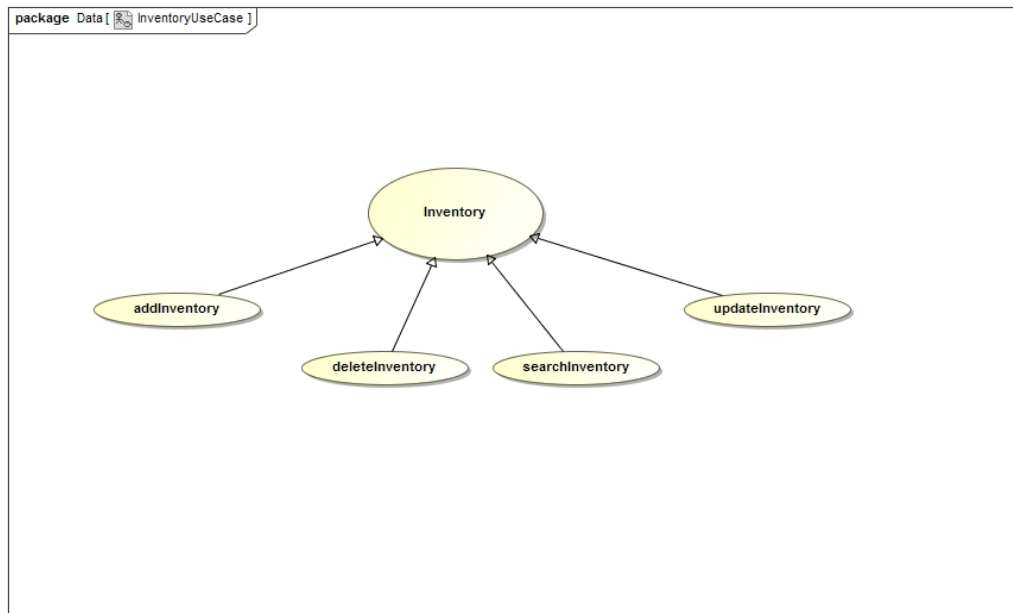 package Data [ InventoryUseCase ]
Inventory
addInventory
updateInventory
deleteInventory
searchInventory